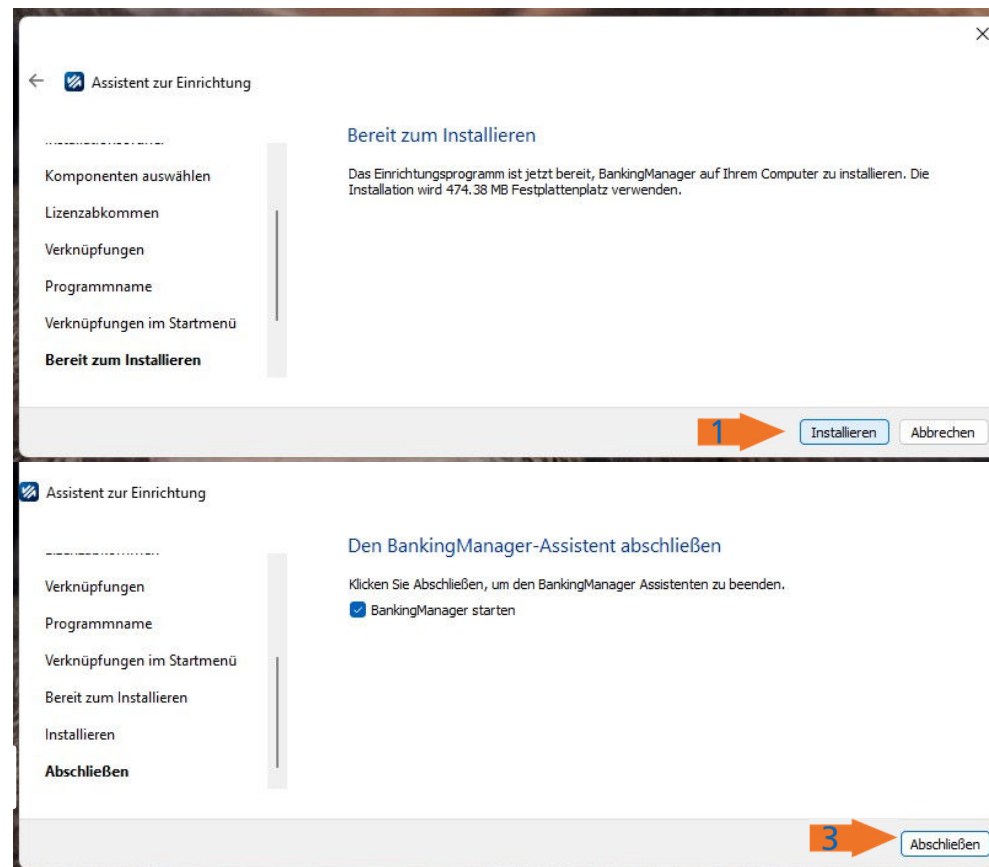 Assistent zur Einrichtung
Bereit zum Installieren
Komponenten auswählen
Das Einrichtungsprogramm ist jetzt bereit, BankingManager auf Ihrem Computer zu installieren. Die
Installation wird 474.38 MB Festplattenplatz verwenden.
Lizenzabkommen
Verknüpfungen
Programmname
Verknüpfungen im Startmenü
Bereit zum Installieren
1
Installieren
Abbrechen
Assistent zur Einrichtung
Den BankingManager-Assistent abschließen
Verknüpfungen
Klicken Sie Abschließen, um den BankingManager Assistenten zu beenden.
BankingManager starten
Programmname
Verknüpfungen im Startmenü
Bereit zum Installieren
Installieren
Abschließen
3
Abschließen